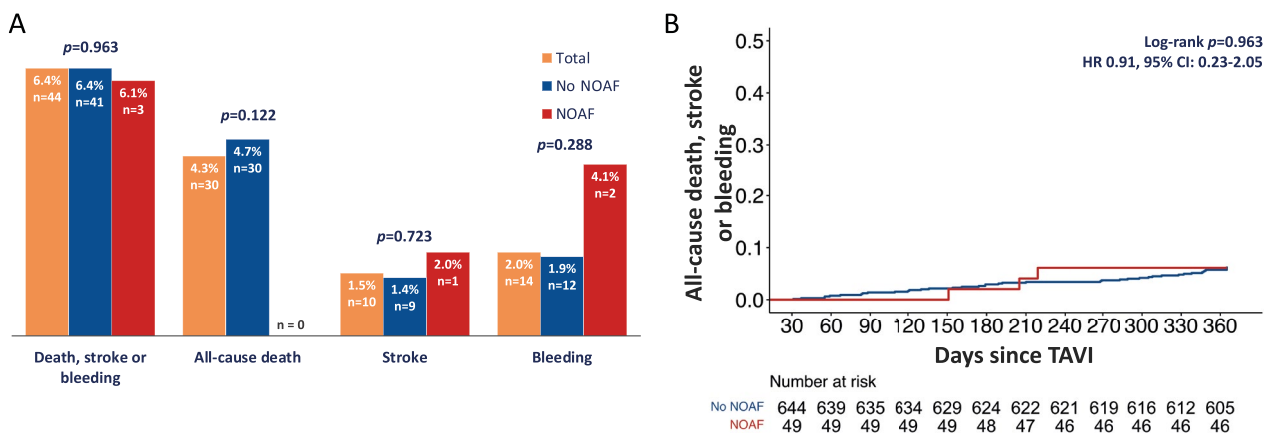 A
p=0.963
6.4%
n=44
6.4%
n=41
6.1%
n=3
p=0.122
4.3%
n=30
4.7%
n=30
n = 0
p=0.723
1.5%
n=10
1.4%
n=9
2.0%
n=1
p=0.288
2.0%
n=14
1.9%
n=12
4.1%
n=2
Total
No NOAF
NOAF
Death, stroke or
bleeding
All-cause death
Stroke
Bleeding
B
Log-rank p=0.963
HR 0.91, 95% CI: 0.23-2.05
All-cause death, stroke
or bleeding
0.5
0.4
0.3
0.2
0.1
0.0
30 60 90 120 150 180 210 240 270 300 330 360
Days since TAVI
Number at risk
No NOAF 644 639 635 634 629 624 622 621 619 616 612 605
NOAF 49 49 49 49 49 48 47 46 46 46 46 46